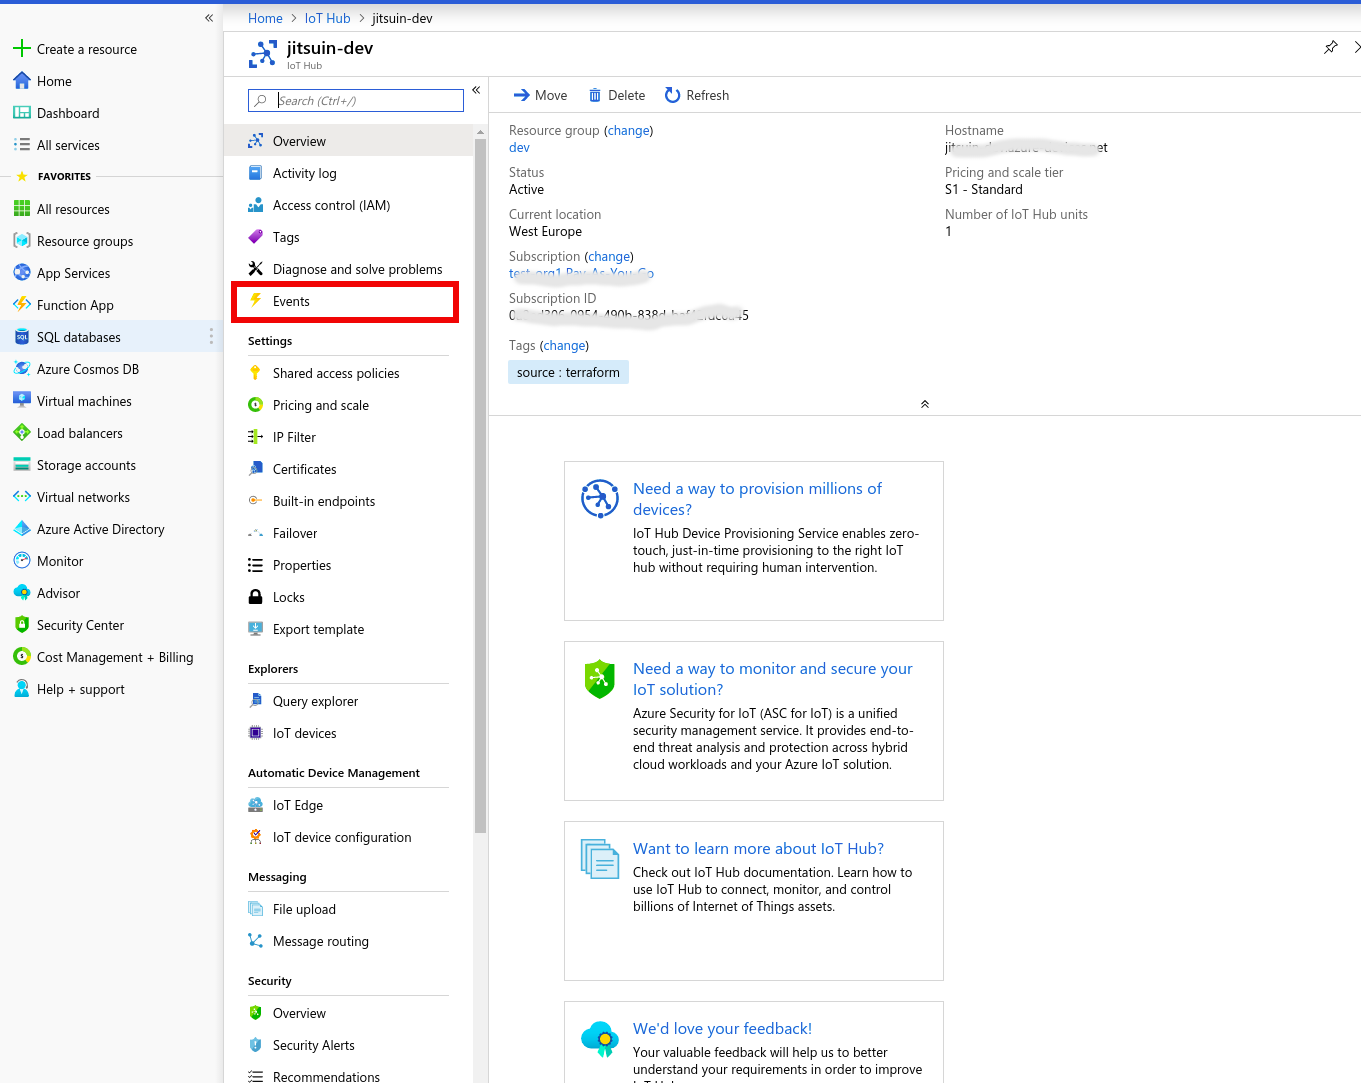 Home > IoT Hub > jitsuin-dev
Create a resource
Home
Dashboard
All services
FAVORITES
All resources
Resource groups
App Services
Function App
SQL databases
Azure Cosmos DB
Virtual machines
Load balancers
Storage accounts
Virtual networks
Azure Active Directory
Monitor
Advisor
Security Center
Cost Management + Billing
Help + support
jitsuin-dev
IoT Hub
Search (Ctrl+/)
Overview
Activity log
Access control (IAM)
Tags
Diagnose and solve problems
Events
Settings
Shared access policies
Pricing and scale
IP Filter
Certificates
Built-in endpoints
Failover
Properties
Locks
Export template
Explorers
Query explorer
IoT devices
Automatic Device Management
IoT Edge
IoT device configuration
Messaging
File upload
Message routing
Security
Overview
Security Alerts
Recommendations
Move Delete Refresh
Resource group (change)
dev
Status
Active
Current location
West Europe
Subscription (change)
Subscription ID
Tags (change)
source : terraform
Hostname
Pricing and scale tier
S1 - Standard
Number of IoT Hub units
1
Need a way to provision millions of
devices?
IoT Hub Device Provisioning Service enables zero-
touch, just-in-time provisioning to the right IoT
hub without requiring human intervention.
Need a way to monitor and secure your
IoT solution?
Azure Security for IoT (ASC for IoT) is a unified
security management service. It provides end-to-
end threat analysis and protection across hybrid
cloud workloads and your Azure IoT solution.
Want to learn more about IoT Hub?
Check out IoT Hub documentation. Learn how to
use IoT Hub to connect, monitor, and control
billions of Internet of Things assets.
We'd love your feedback!
Your valuable feedback will help us to better
understand your requirements in order to improve